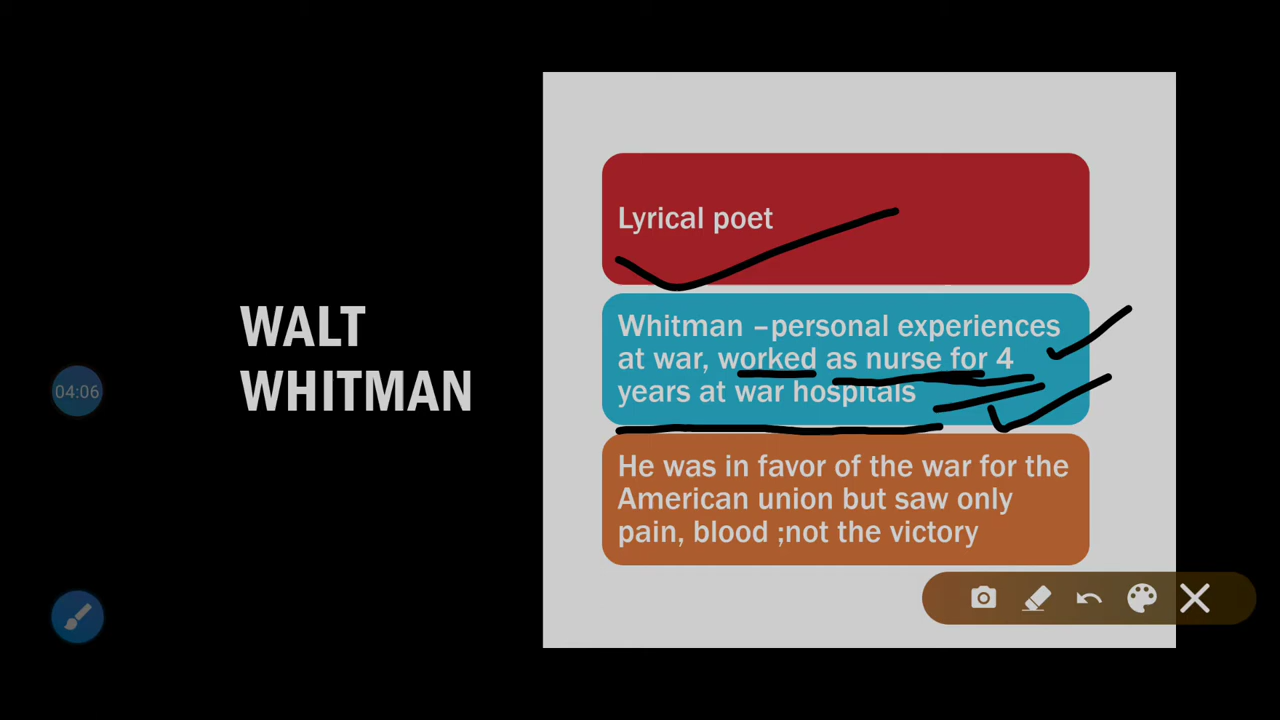 WALT
WHITMAN
04:06
Lyrical poet
Whitman –personal experiences
at war, worked as nurse for 4
years at war hospitals
He was in favor of the war for the
American union but saw only
pain, blood ;not the victory